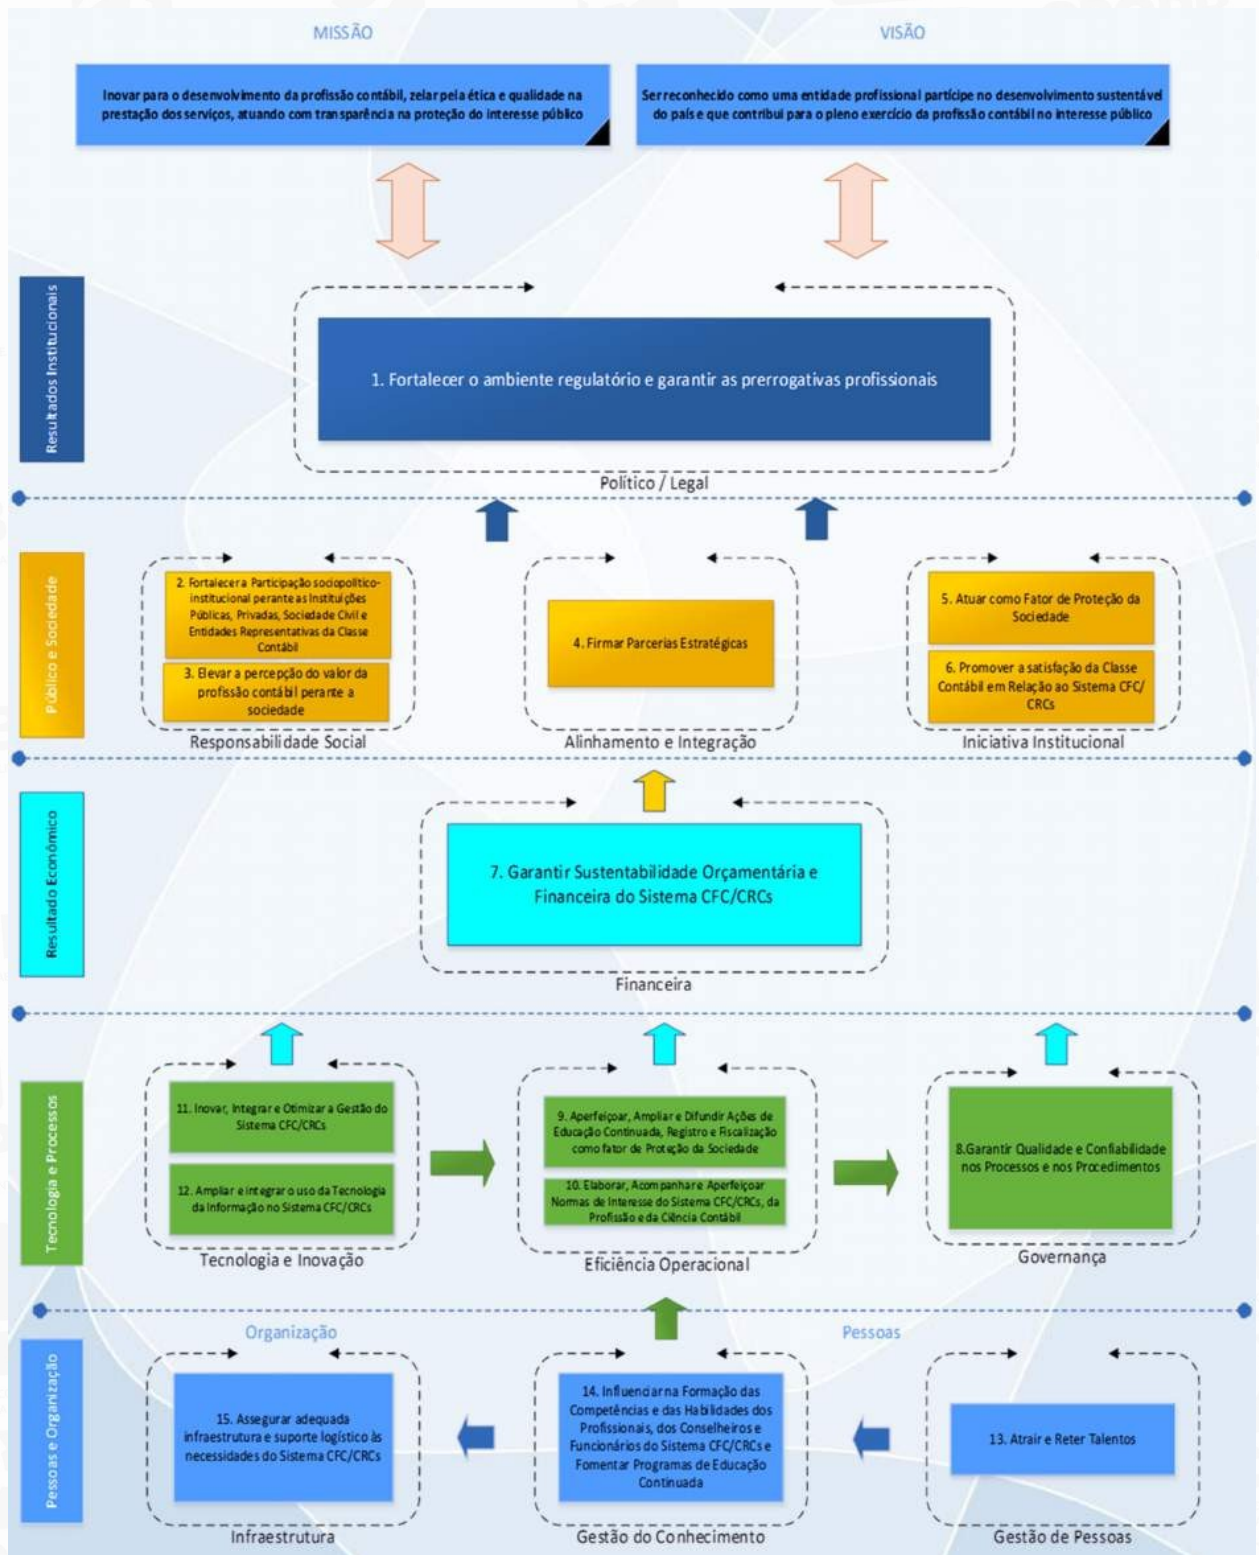 MISSÃO
VISÃO
Inovar para o desenvolvimento da profissão contábil, zelar pela ética e qualidade na
prestação dos serviços, atuando com transparência na proteção do interesse público
Ser reconhecido como uma entidade profissional partícipe no desenvolvimento sustentável
do país e que contribui para o pleno exercício da profissão contábil no interesse público
Resultados Institucionais
1. Fortalecer o ambiente regulatório e garantir as prerrogativas profissionais
Político / Legal
Público e Sociedade
2. Fortalecer a Participação sociopolítico-
institucional perante as Instituições
Públicas, Privadas, Sociedade Civil e
Entidades Representativas da Classe
Contábil
3. Elevar a percepção do valor da
profissão contábil perante a
sociedade
Responsabilidade Social
4. Firmar Parcerias Estratégicas
Alinhamento e Integração
5. Atuar como Fator de Proteção da
Sociedade
6. Promover a satisfação da Classe
Contábil em Relação ao Sistema CFC/
CRCs
Iniciativa Institucional
Resultado Econômico
7. Garantir Sustentabilidade Orçamentária e
Financeira do Sistema CFC/CRCs
Financeira
Tecnologia e Processos
11. Inovar, Integrar e Otimizar a Gestão do
Sistema CFC/CRCs
12. Ampliar e integrar o uso da Tecnologia
da Informação no Sistema CFC/CRCs
Tecnologia e Inovação
9. Aperfeiçoar, Ampliar e Difundir Ações de
Educação Continuada, Registro e Fiscalização
como fator de Proteção da Sociedade
10. Elaborar, Acompanhar e Aperfeiçoar
Normas de Interesse do Sistema CFC/CRCs, da
Profissão e da Ciência Contábil
Eficiência Operacional
8.Garantir Qualidade e Confiabilidade
nos Processos e nos Procedimentos
Governança
Pessoas e Organização
Organização
Pessoas
15. Assegurar adequada
infraestrutura e suporte logístico às
necessidades do Sistema CFC/CRCs
Infraestrutura
14. Influenciar na Formação das
Competências e das Habilidades dos
Profissionais, dos Conselheiros e
Funcionários do Sistema CFC/CRCs e
Fomentar Programas de Educação
Continuada
Gestão do Conhecimento
13. Atrair e Reter Talentos
Gestão de Pessoas